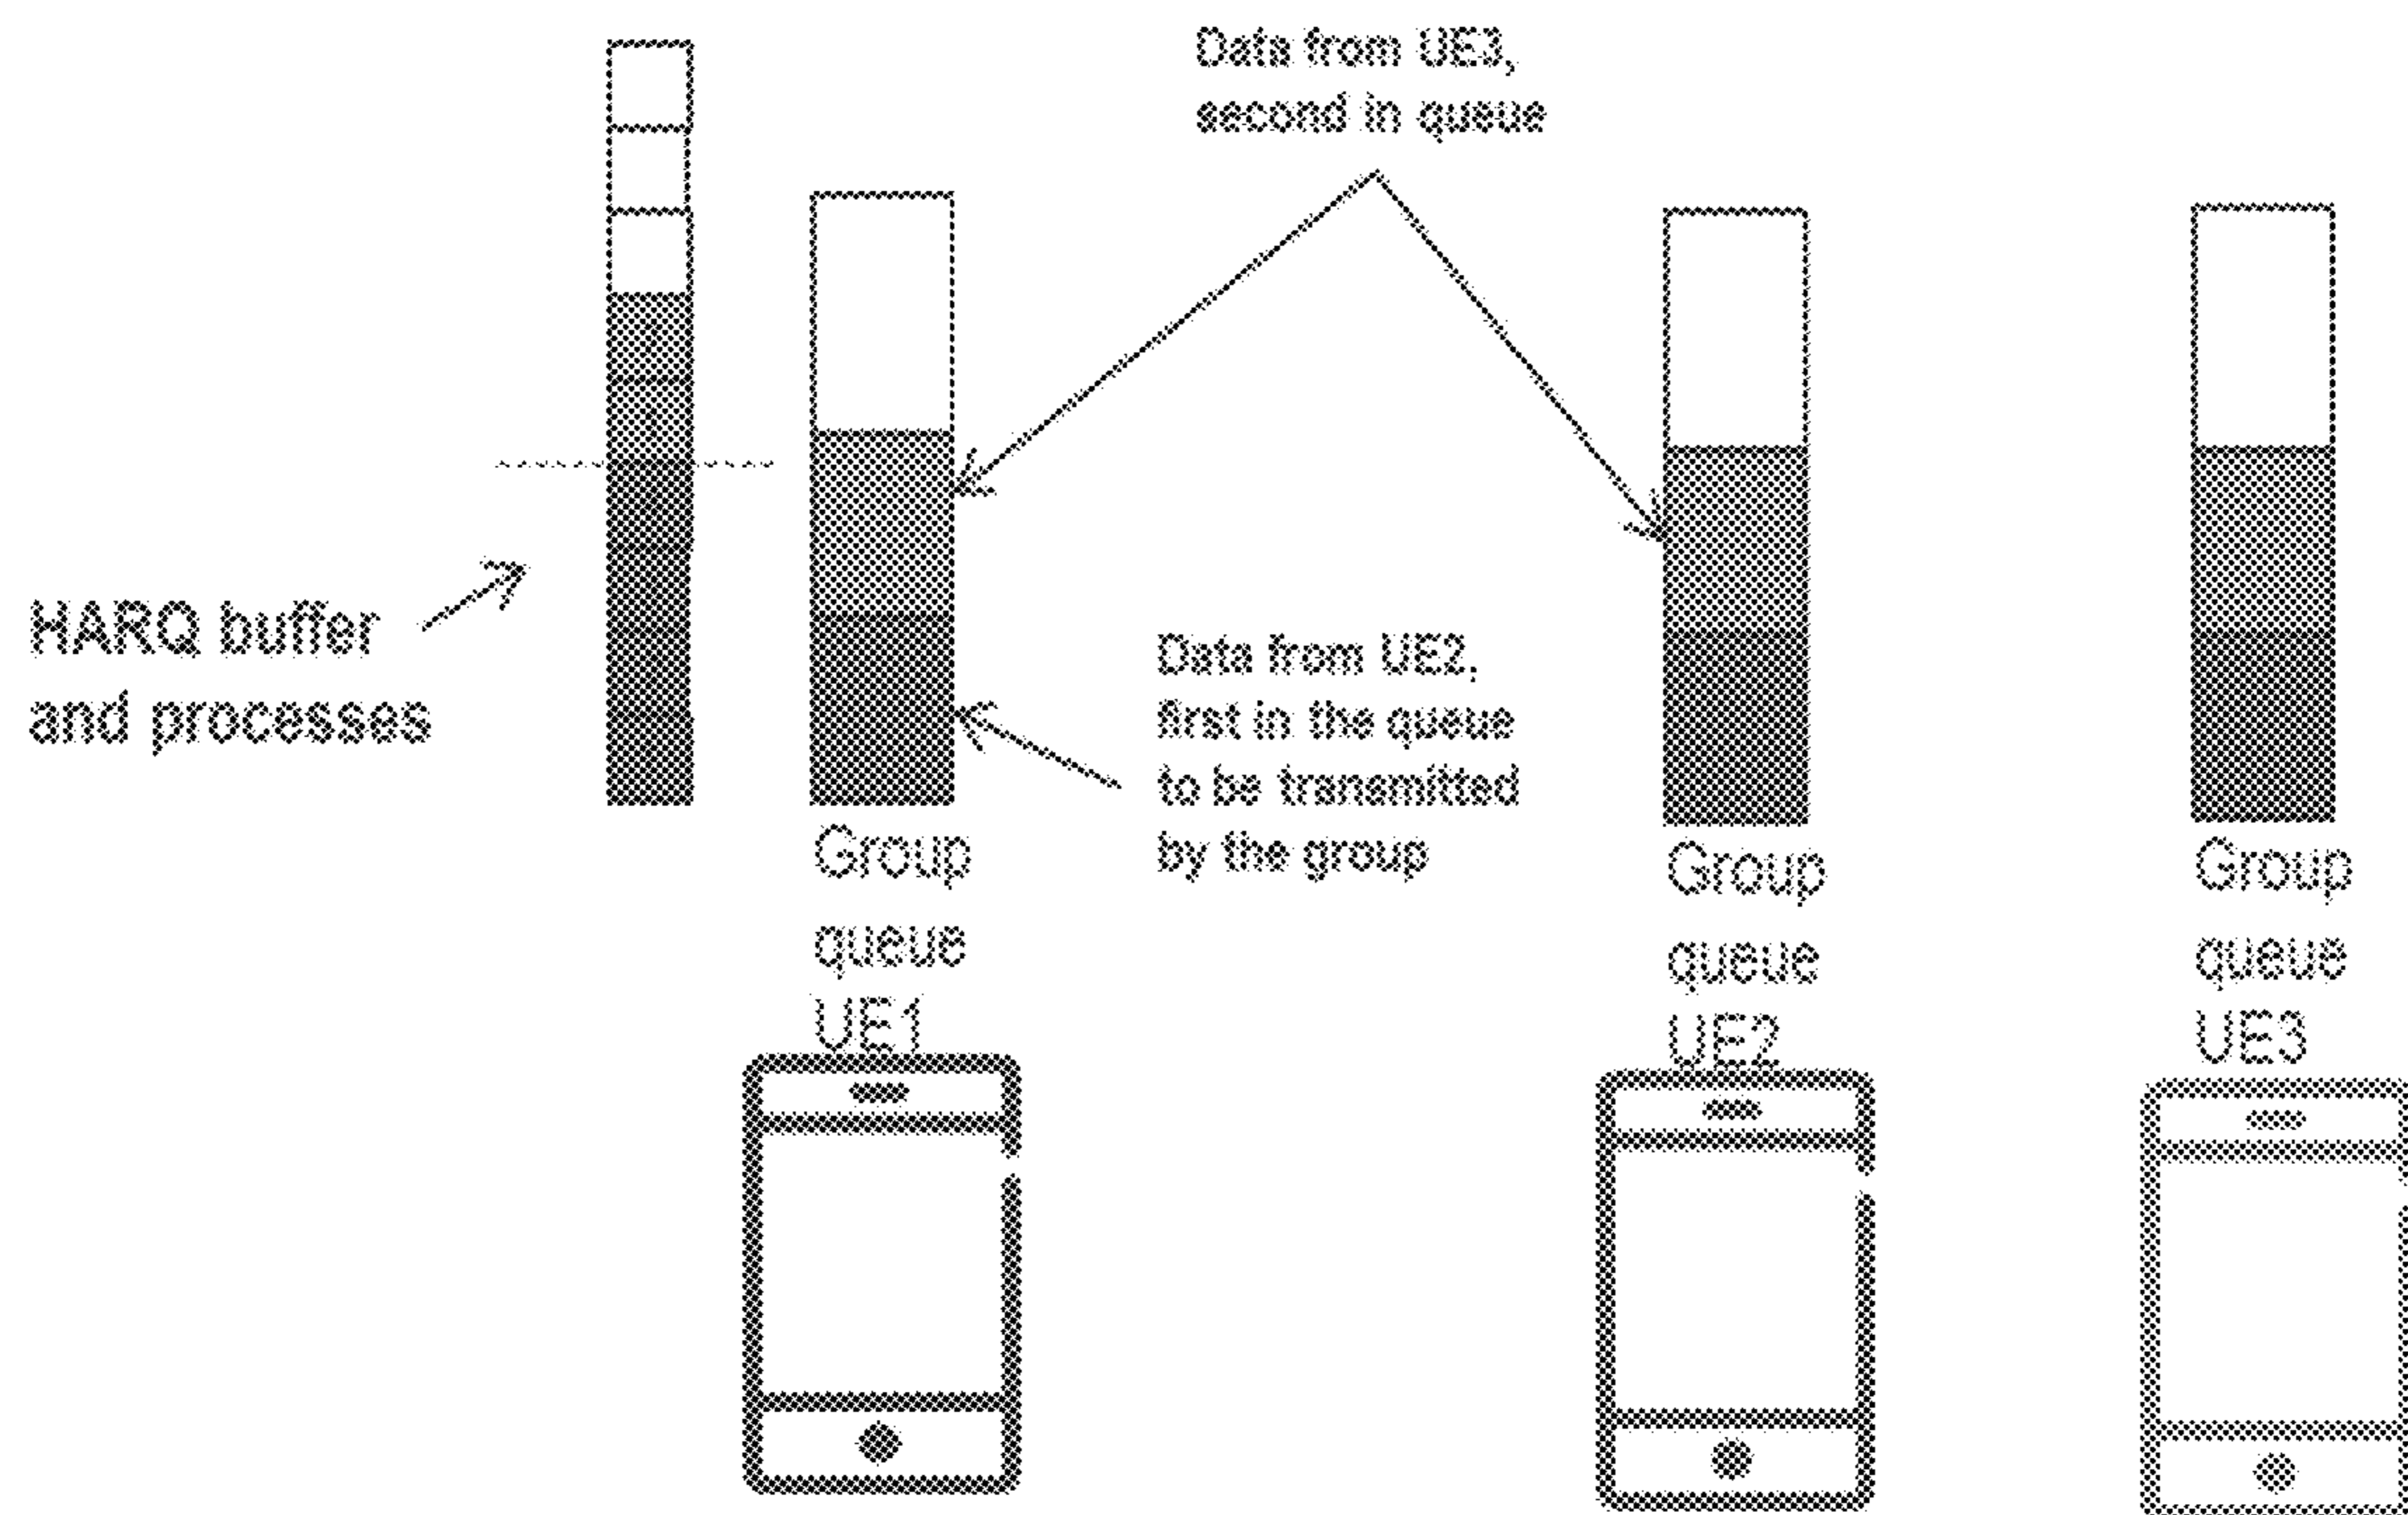 Data from UE3,
second in queue
HARQ buffer
and processes
Data from UE2,
first in the queue
to be transmitted
by the group
Group
queue
UE1
Group
queue
UE2
Group
queue
UE3